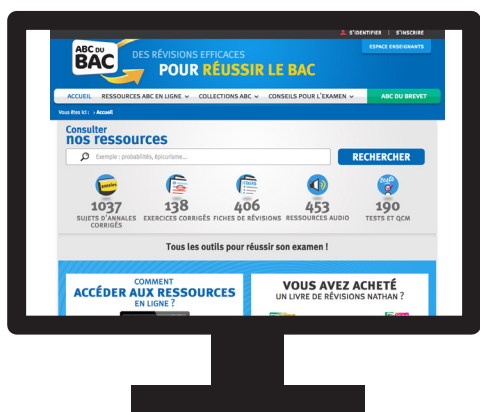 S'IDENTIFIER | S'INSCRIRE
ABC DU
BAC
DES RÉVISIONS EFFICACES
POUR RÉUSSIR LE BAC
ESPACE ENSEIGNANTS
ACCUEIL RESSOURCES ABC EN LIGNE COLLECTIONS ABC CONSEILS POUR L'EXAMEN ABC DU BREVET
Vous êtes ici : › Accueil
Consulter
nos ressources
Exemple : probabilités, épicurisme...
RECHERCHER
annales
COURS
tests
1037 138 406 453 190
SUJETS D'ANNALES CORRIGÉS
EXERCICES CORRIGÉS
FICHES DE RÉVISIONS
RESSOURCES AUDIO
TESTS ET QCM
Tous les outils pour réussir son examen !
COMMENT
ACCÉDER AUX RESSOURCES
EN LIGNE ?
VOUS AVEZ ACHETÉ
UN LIVRE DE RÉVISIONS NATHAN ?